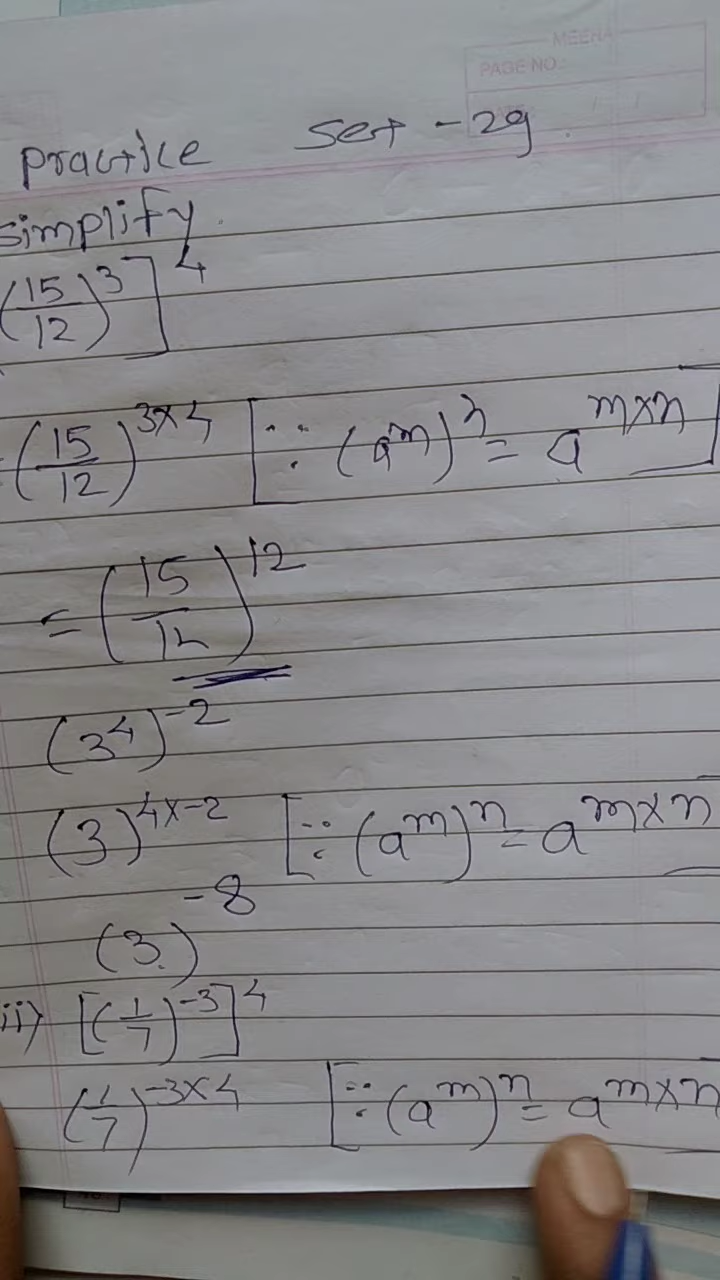 MEENA
PAGE NO.:
Practice Set - 29
simplify.
(15/12)^3]^4
=(15/12)^3×4 [∵ (a^m)^n = a^m×n]
= (15/12)^12
(3^4)^-2
(3)^4×-2 [∵ (a^m)^n = a^m×n
(3)^-8
ii) [(1/7)^-3]^4
(1/7)^-3×4 [∵ (a^m)^n = a^m×n